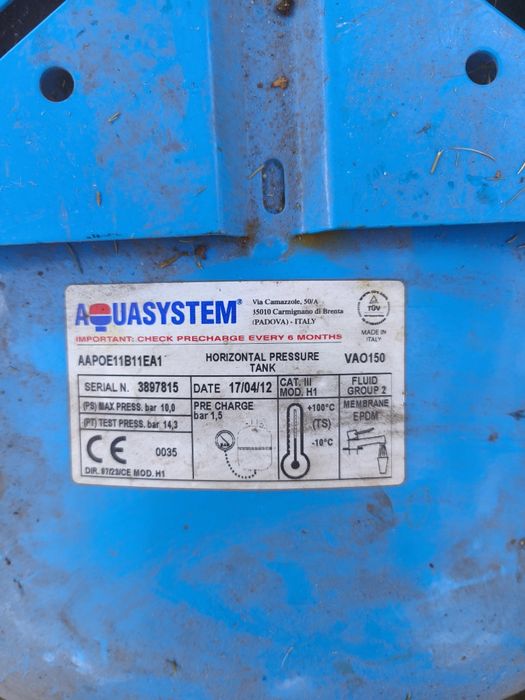 AQUASYSTEM®
Via Camazzole, 50/A
35010 Carmignano di Brenta
(PADOVA) - ITALY
TÜV
MADE IN
ITALY
IMPORTANT: CHECK PRECHARGE EVERY 6 MONTHS
AAPOE11B11EA1
HORIZONTAL PRESSURE
TANK
VAO150
SERIAL N. 3897815
DATE 17/04/12
CAT. III
MOD. H1
FLUID
GROUP 2
(PS) MAX PRESS. bar 10,0
(PT) TEST PRESS. bar 14,3
PRE CHARGE
bar 1,5
+100°C
(TS)
-10°C
MEMBRANE
EPDM
CE 0035
DIR. 97/23/CE MOD. H1